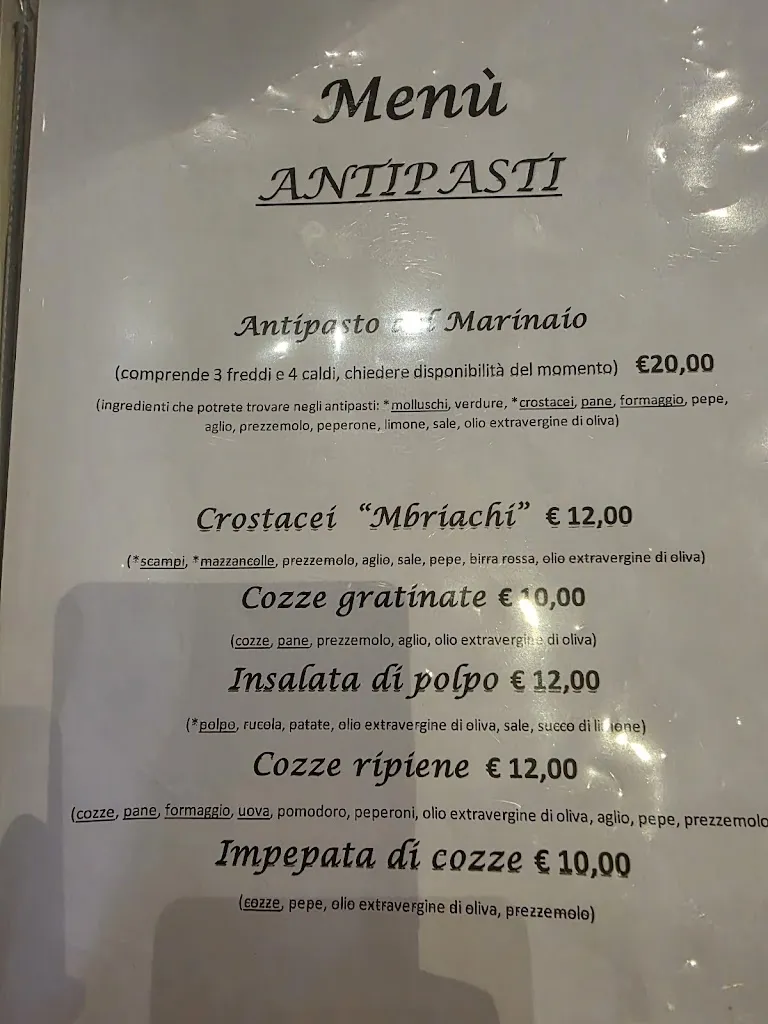 Menù
ANTIPASTI
Antipasto del Marinaio
(comprende 3 freddi e 4 caldi, chiedere disponibilità del momento) €20,00
(ingredienti che potrete trovare negli antipasti: *molluschi, verdure, *crostacei, pane, formaggio, pepe,
aglio, prezzemolo, peperone, limone, sale, olio extravergine di oliva)
Crostacei “Mbriachi” € 12,00
(*scampi, *mazzancolle, prezzemolo, aglio, sale, pepe, birra rossa, olio extravergine di oliva)
Cozze gratinate € 10,00
(cozze, pane, prezzemolo, aglio, olio extravergine di oliva)
Insalata di polpo € 12,00
(*polpo, rucola, patate, olio extravergine di oliva, sale, succo di limone)
Cozze ripiene € 12,00
(cozze, pane, formaggio, uova, pomodoro, peperoni, olio extravergine di oliva, aglio, pepe, prezzemolo
Impepata di cozze € 10,00
(cozze, pepe, olio extravergine di oliva, prezzemolo)